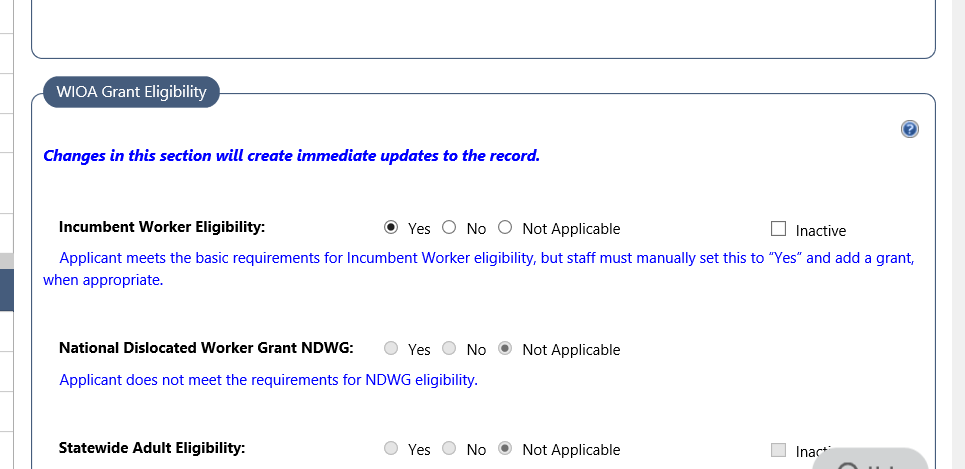 WIOA Grant Eligibility
Changes in this section will create immediate updates to the record.
Incumbent Worker Eligibility: Yes No Not Applicable Inactive
Applicant meets the basic requirements for Incumbent Worker eligibility, but staff must manually set this to "Yes" and add a grant,
when appropriate.
National Dislocated Worker Grant NDWG: Yes No Not Applicable
Applicant does not meet the requirements for NDWG eligibility.
Statewide Adult Eligibility: Yes No Not Applicable